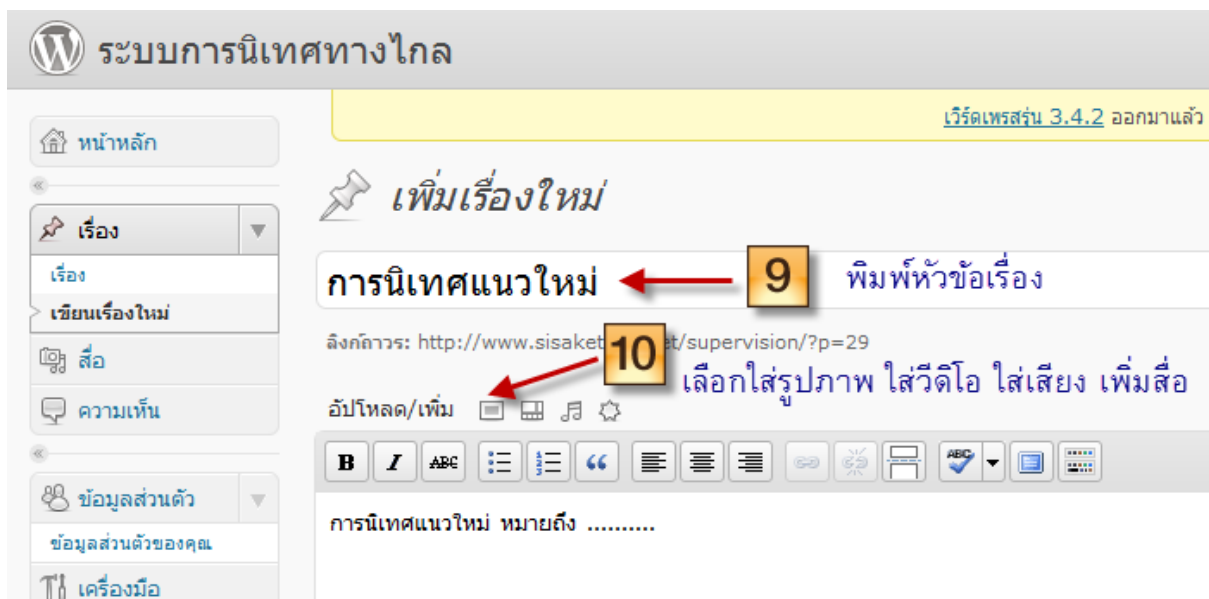 ระบบการนิเทศทางไกล
เวิร์ดเพรสรุ่น 3.4.2 ออกมาแล้ว
หน้าหลัก
เพิ่มเรื่องใหม่
เรื่อง
เรื่อง
เขียนเรื่องใหม่
การนิเทศแนวใหม่
9
พิมพ์หัวข้อเรื่อง
ลิงก์ถาวร: http://www.sisaket et/supervision/?p=29
10
เลือกใส่รูปภาพ ใส่วีดิโอ ใส่เสียง เพิ่มสื่อ
สื่อ
ความเห็น
อัปโหลด/เพิ่ม
B I ABC ABC
ข้อมูลส่วนตัว
ข้อมูลส่วนตัวของคุณ
เครื่องมือ
การนิเทศแนวใหม่ หมายถึง ..........